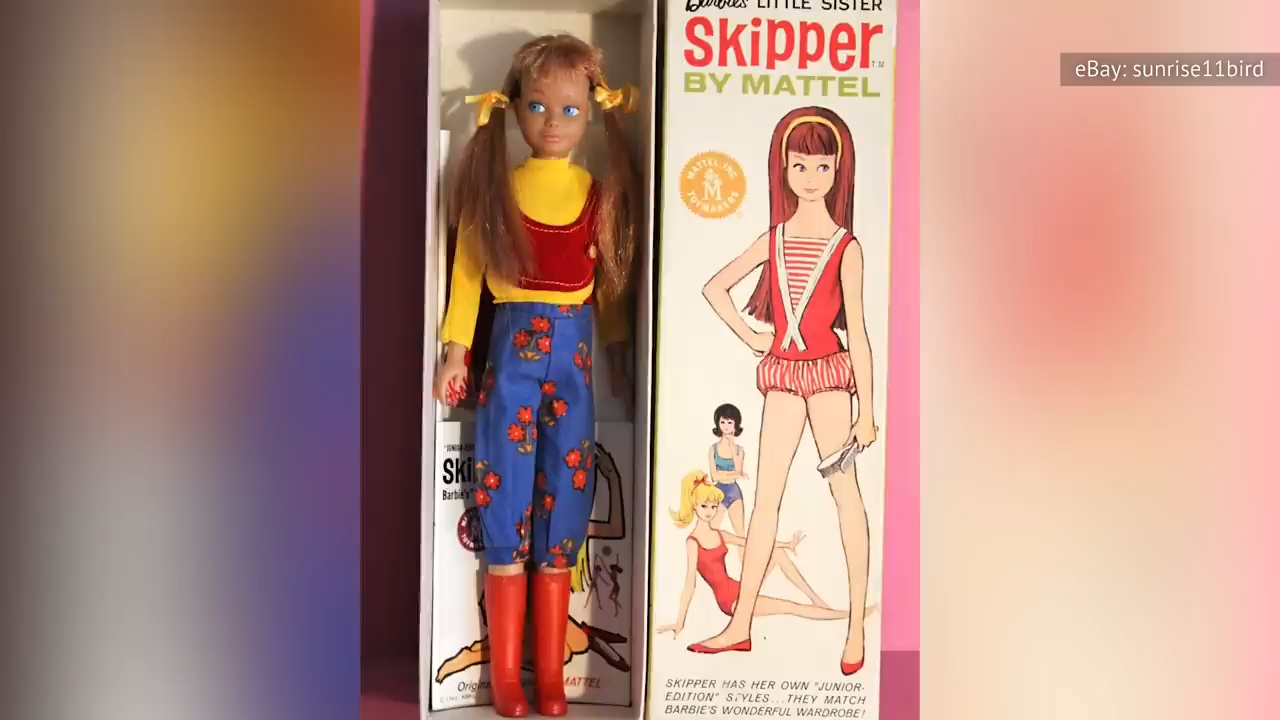 Barbie's LITTLE SISTER
Skipper T.M.
BY MATTEL
eBay: sunrise11bird
MATTEL, INC.
M
TOYMAKERS
Ski
Barbie's
MATTEL
SKIPPER HAS HER OWN "JUNIOR-
EDITION" STYLES...THEY MATCH
BARBIE'S WONDERFUL WARDROBE!